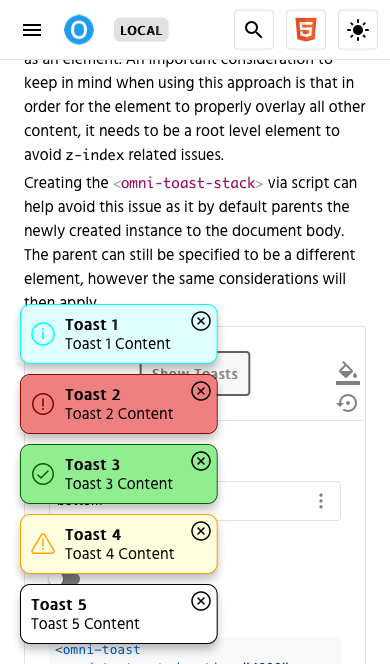 LOCAL
as an element. An important consideration to
keep in mind when using this approach is that in
order for the element to properly overlay all other
content, it needs to be a root level element to
avoid z-index related issues.
Creating the <omni-toast-stack> via script can
help avoid this issue as it by default parents the
newly created instance to the document body.
The parent can still be specified to be a different
element, however the same considerations will
then apply.
Toast 1
Toast 1 Content
Show Toasts
Toast 2
Toast 2 Content
Toast 3
Toast 3 Content
Toast 4
Toast 4 Content
Toast 5
Toast 5 Content
<omni-toast